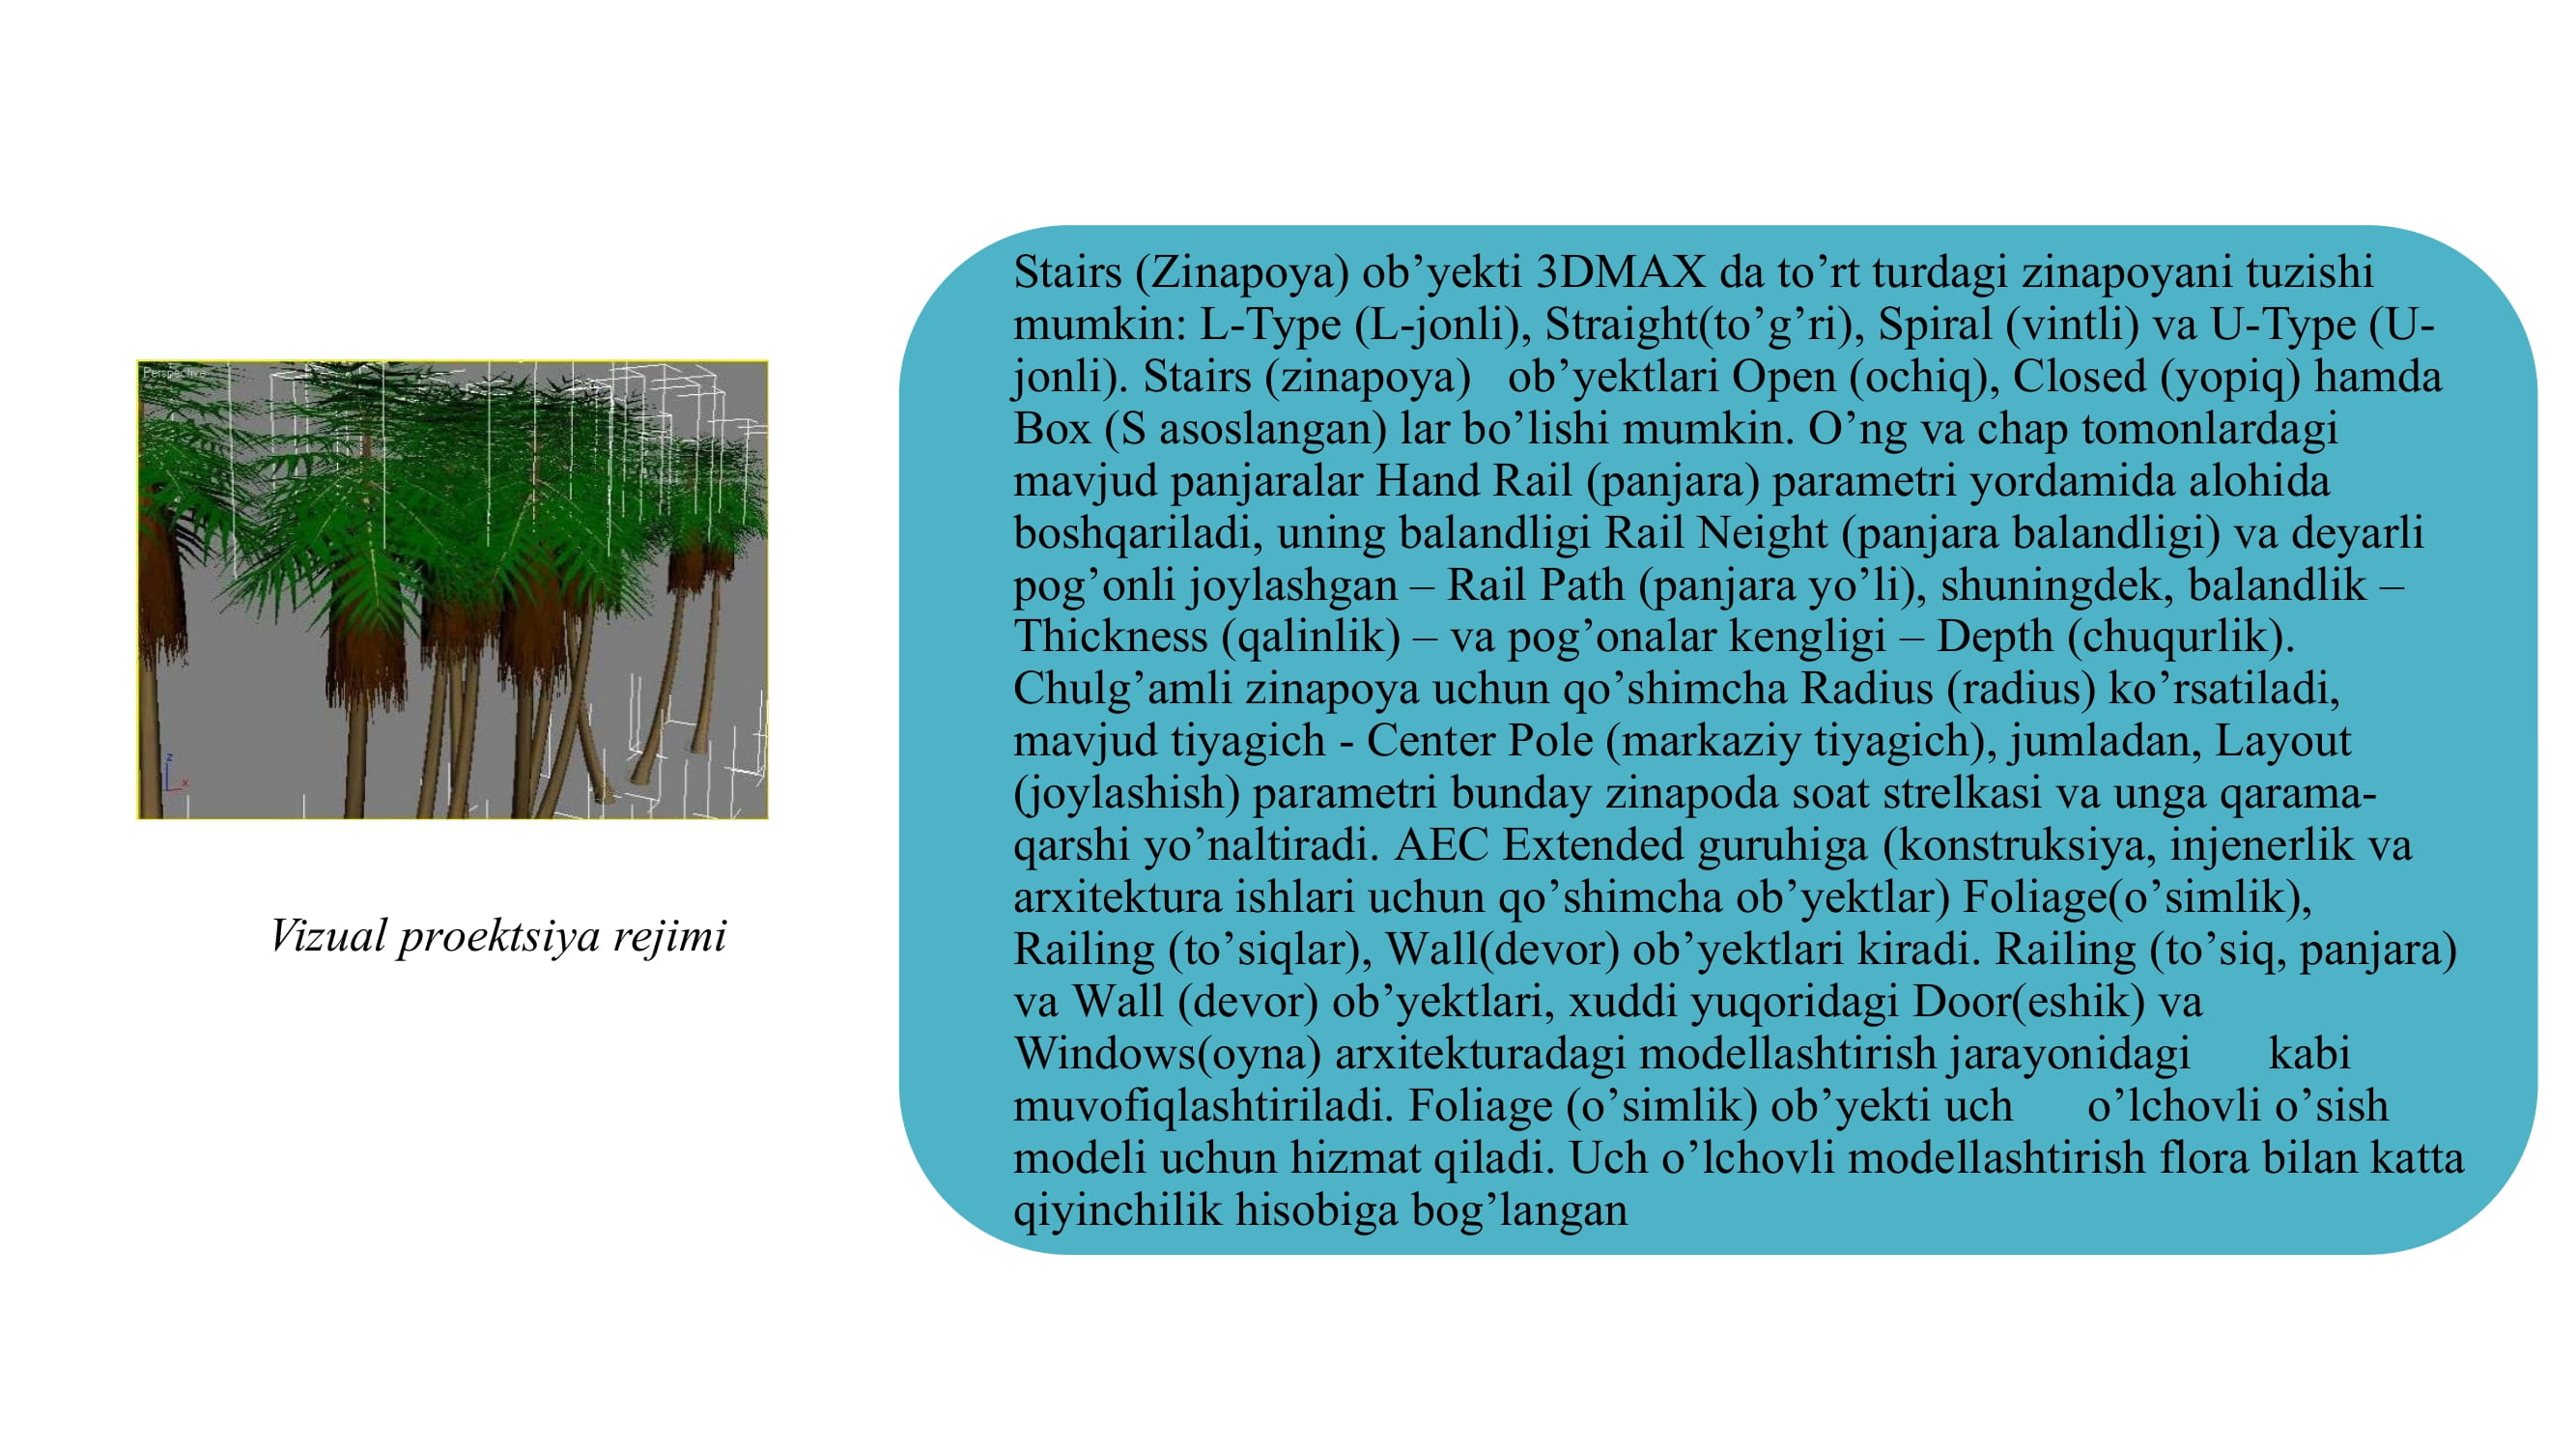 Perspective
z
x
Vizual proektsiya rejimi
Stairs (Zinapoya) ob’yekti 3DMAX da to’rt turdagi zinapoyani tuzishi
mumkin: L-Type (L-jonli), Straight(to’g’ri), Spiral (vintli) va U-Type (U-
jonli). Stairs (zinapoya) ob’yektlari Open (ochiq), Closed (yopiq) hamda
Box (S asoslangan) lar bo’lishi mumkin. O’ng va chap tomonlardagi
mavjud panjaralar Hand Rail (panjara) parametri yordamida alohida
boshqariladi, uning balandligi Rail Neight (panjara balandligi) va deyarli
pog’onli joylashgan – Rail Path (panjara yo’li), shuningdek, balandlik –
Thickness (qalinlik) – va pog’onalar kengligi – Depth (chuqurlik).
Chulg’amli zinapoya uchun qo’shimcha Radius (radius) ko’rsatiladi,
mavjud tiyagich - Center Pole (markaziy tiyagich), jumladan, Layout
(joylashish) parametri bunday zinapoda soat strelkasi va unga qarama-
qarshi yo’naltiradi. AEC Extended guruhiga (konstruksiya, injenerlik va
arxitektura ishlari uchun qo’shimcha ob’yektlar) Foliage(o’simlik),
Railing (to’siqlar), Wall(devor) ob’yektlari kiradi. Railing (to’siq, panjara)
va Wall (devor) ob’yektlari, xuddi yuqoridagi Door(eshik) va
Windows(oyna) arxitekturadagi modellashtirish jarayonidagi kabi
muvofiqlashtiriladi. Foliage (o’simlik) ob’yekti uch o’lchovli o’sish
modeli uchun hizmat qiladi. Uch o’lchovli modellashtirish flora bilan katta
qiyinchilik hisobiga bog’langan